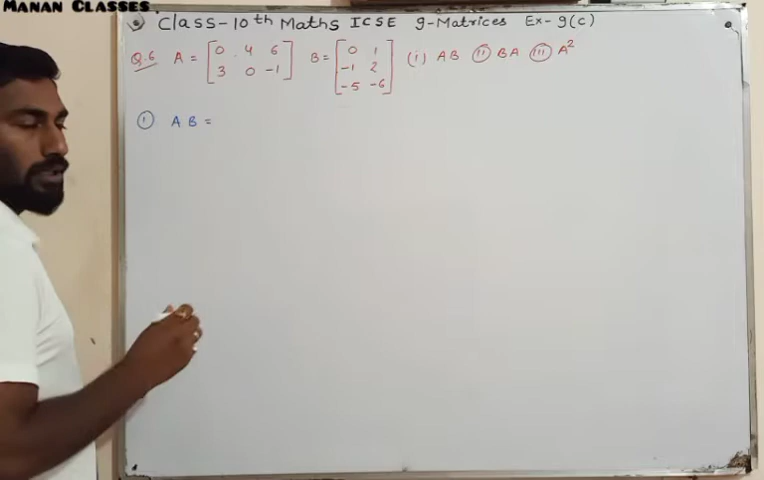 MANAN CLASSES
Class-10th Maths ICSE 9-Matrices Ex-9(c)
Q.6 A = [0 4 6 B = [0 1 (i) AB (ii) BA (iii) A²
3 0 -1] -1 2
-5 -6]
(i) AB =